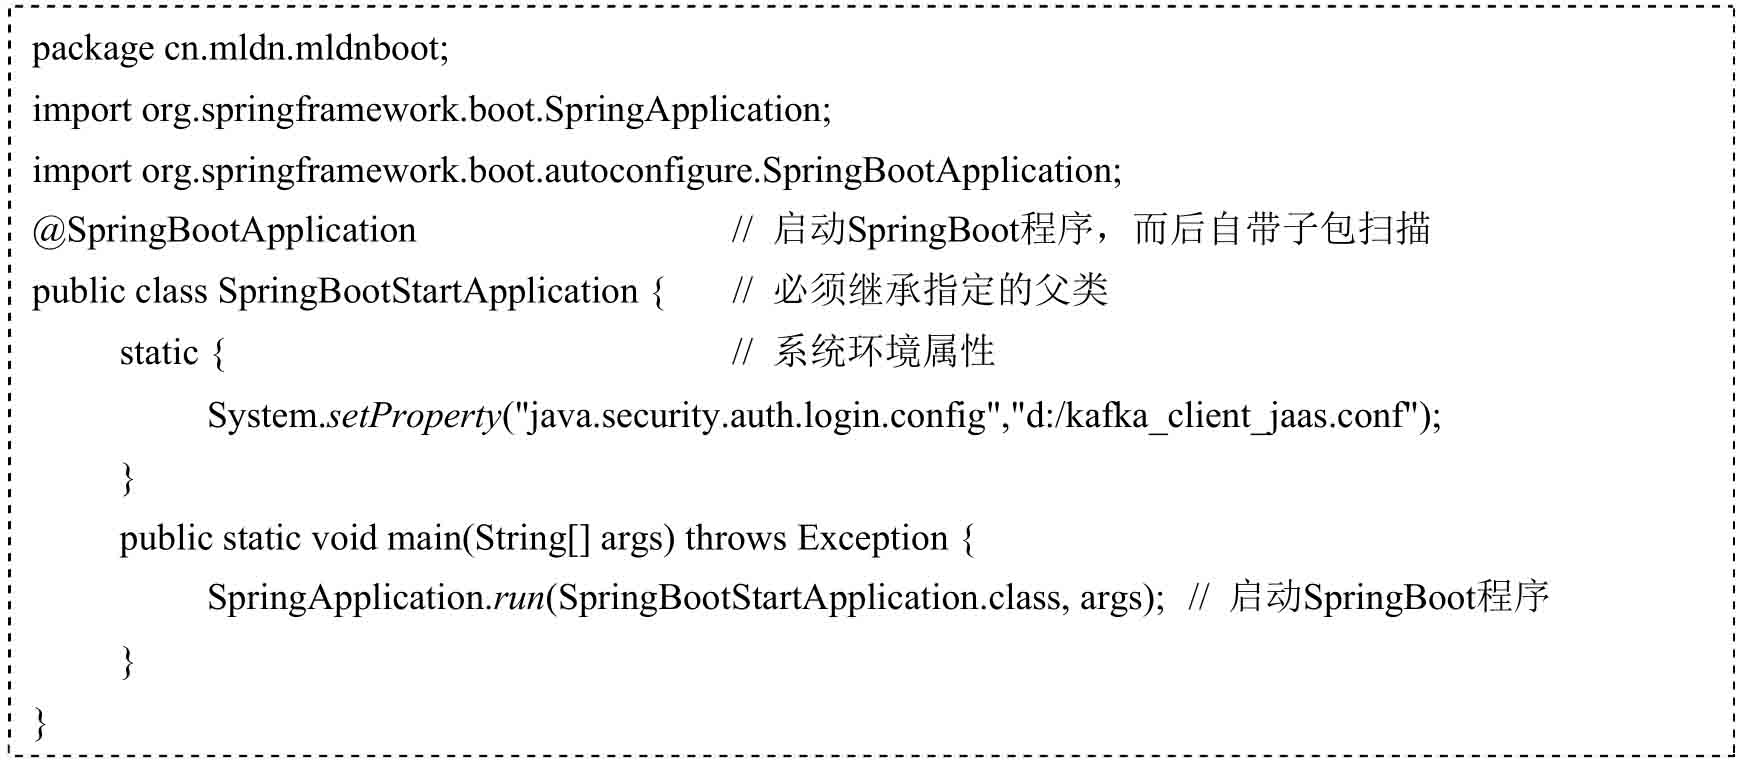 package cn.mldn.mldnboot;
import org.springframework.boot.SpringApplication;
import org.springframework.boot.autoconfigure.SpringBootApplication;
@SpringBootApplication // 启动SpringBoot程序，而后自带子包扫描
public class SpringBootStartApplication { // 必须继承指定的父类
static { // 系统环境属性
System.setProperty("java.security.auth.login.config","d:/kafka_client_jaas.conf");
}
public static void main(String[] args) throws Exception {
SpringApplication.run(SpringBootStartApplication.class, args); // 启动SpringBoot程序
}
}